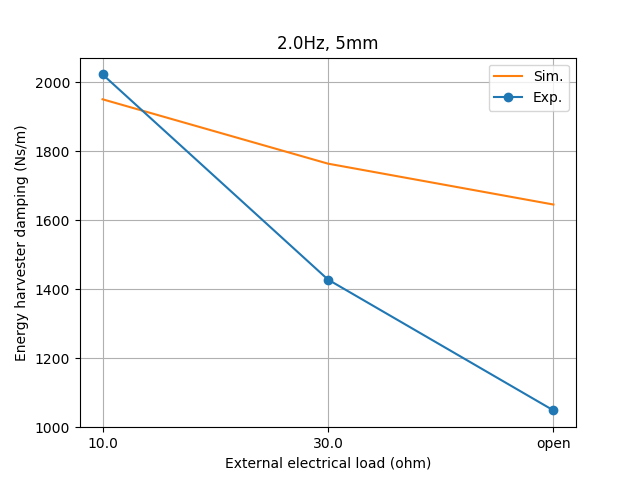 2.0Hz, 5mm
Sim.
Exp.
Energy harvester damping (Ns/m)
2000
1800
1600
1400
1200
1000
10.0
30.0
open
External electrical load (ohm)